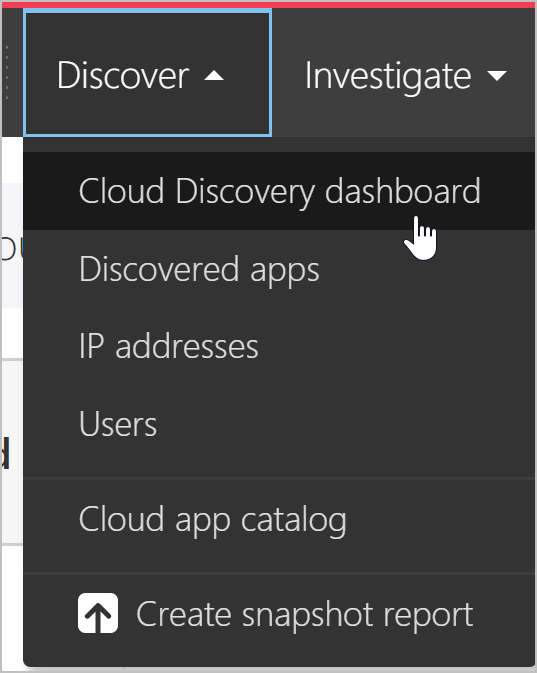 Discover
Investigate
Cloud Discovery dashboard
Discovered apps
IP addresses
Users
Cloud app catalog
Create snapshot report